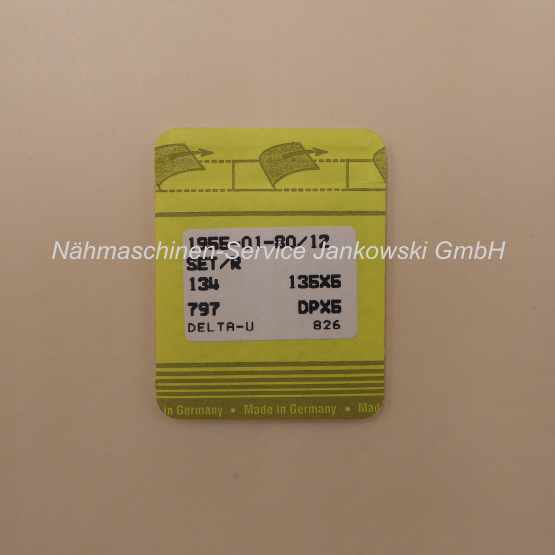 1955-01-80/12
Nähmaschinen-Service Jankowski GmbH
SET/R
134 135X5
797 DPX5
DELTA-U 826
in Germany • Made in Germany • Mad